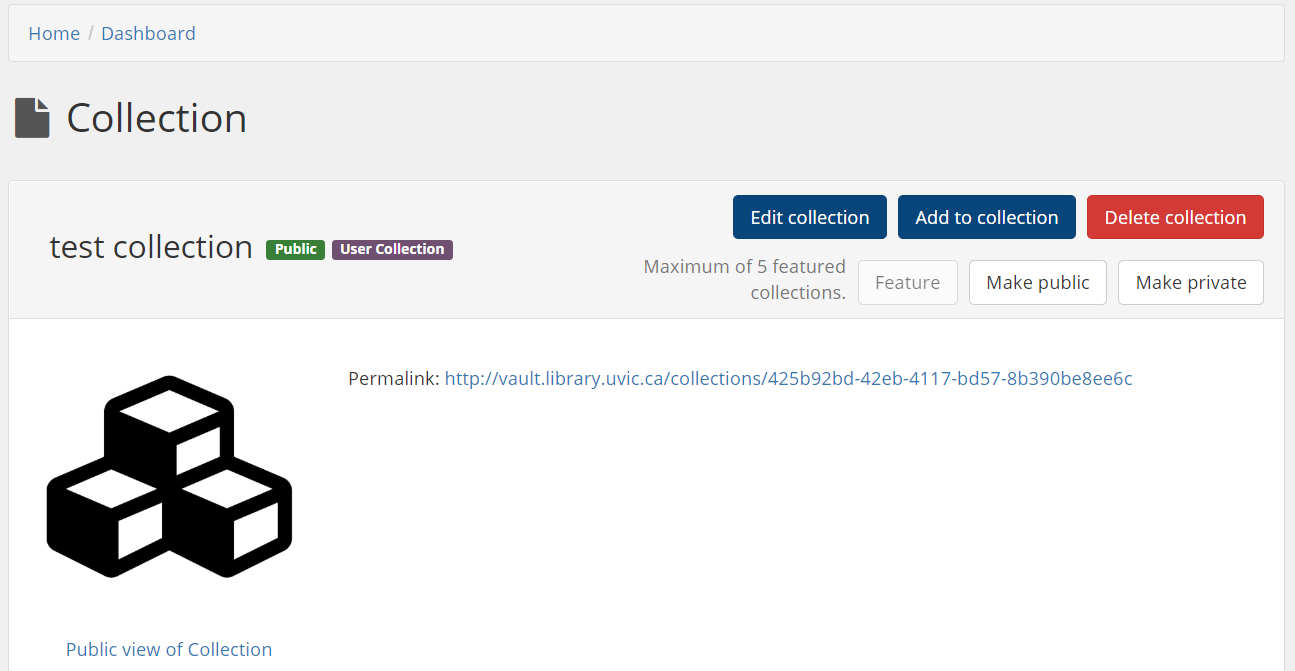 Home / Dashboard
Collection
test collection Public User Collection
Edit collection Add to collection Delete collection
Maximum of 5 featured
collections.
Feature Make public Make private
Permalink: http://vault.library.uvic.ca/collections/425b92bd-42eb-4117-bd57-8b390be8ee6c
Public view of Collection